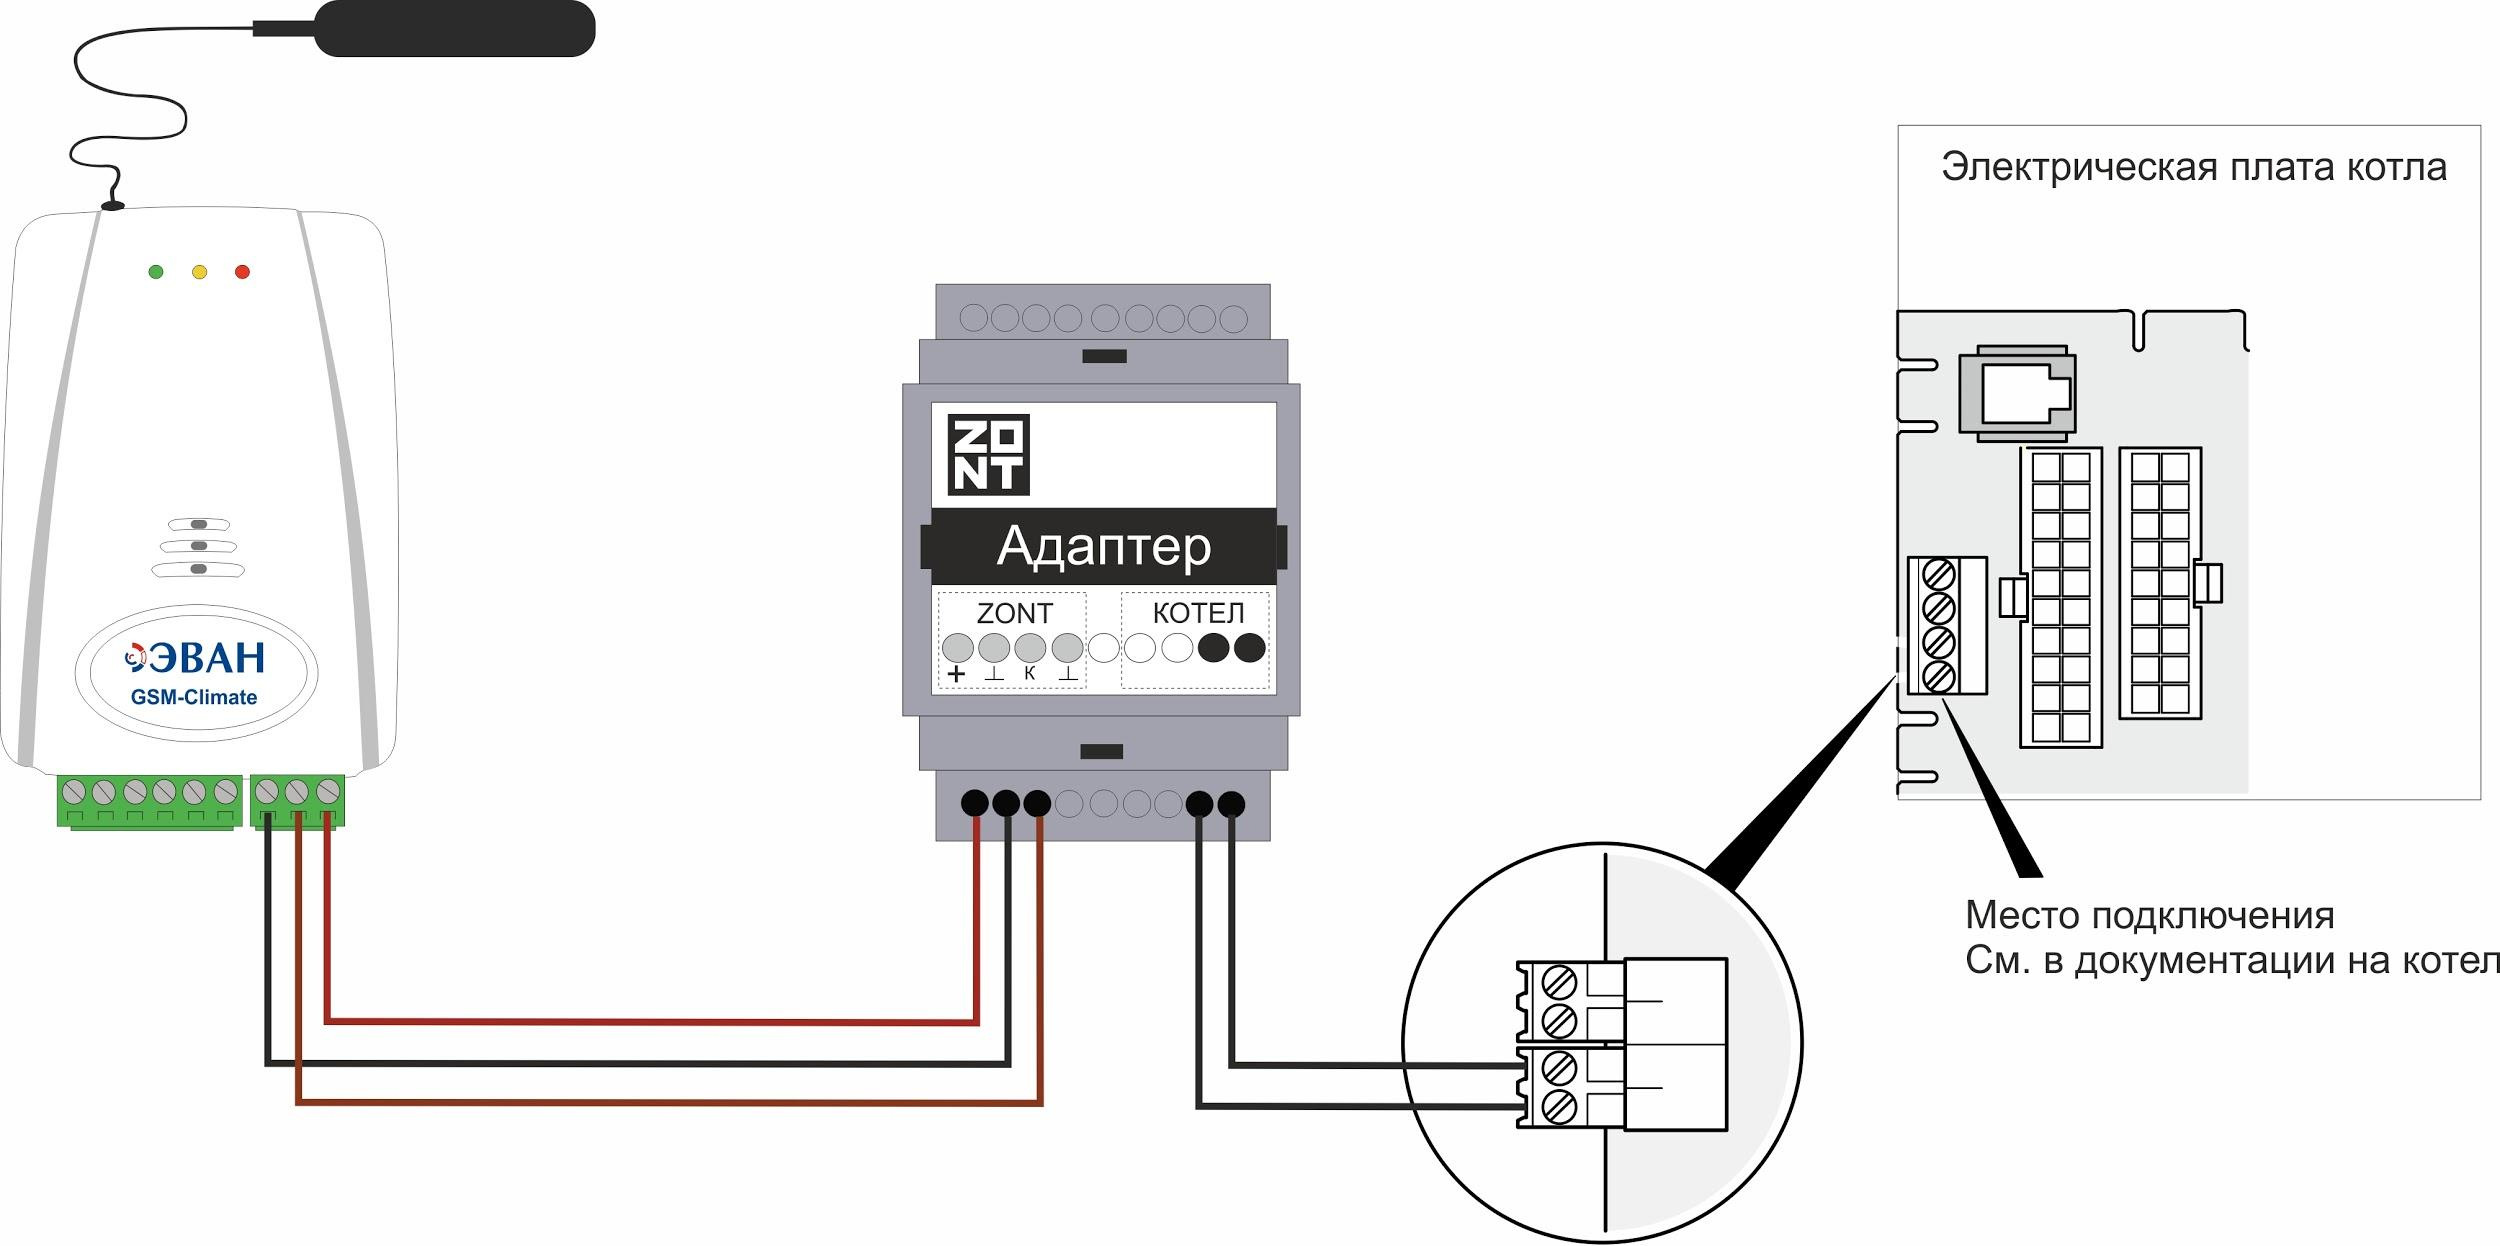 Электрическая плата котла
ZO
NT
Адаптер
ZONT
КОТЕЛ
+ ⊥ К ⊥
ЭВАН
GSM-Climate
Место подключения
См. в документации на котел